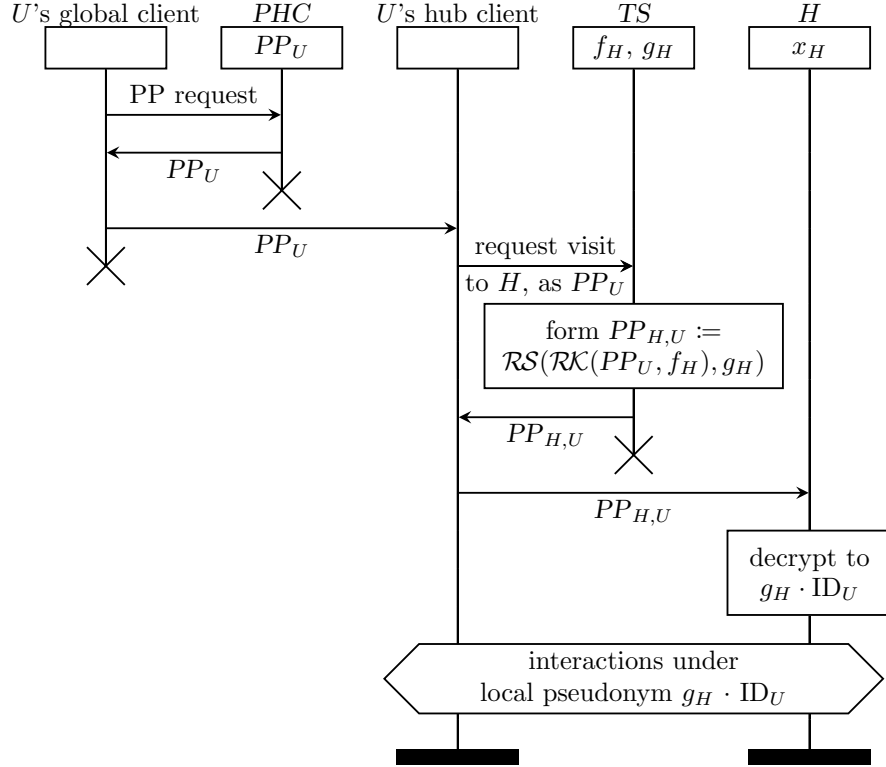 U's global client
PHC
U's hub client
TS
H
PP_U
f_H, g_H
x_H
PP request
PP_U
PP_U
request visit
to H, as PP_U
form PP_{H,U} :=
\mathcal{RS}(\mathcal{RK}(PP_U, f_H), g_H)
PP_{H,U}
PP_{H,U}
decrypt to
g_H · ID_U
interactions under
local pseudonym g_H · ID_U